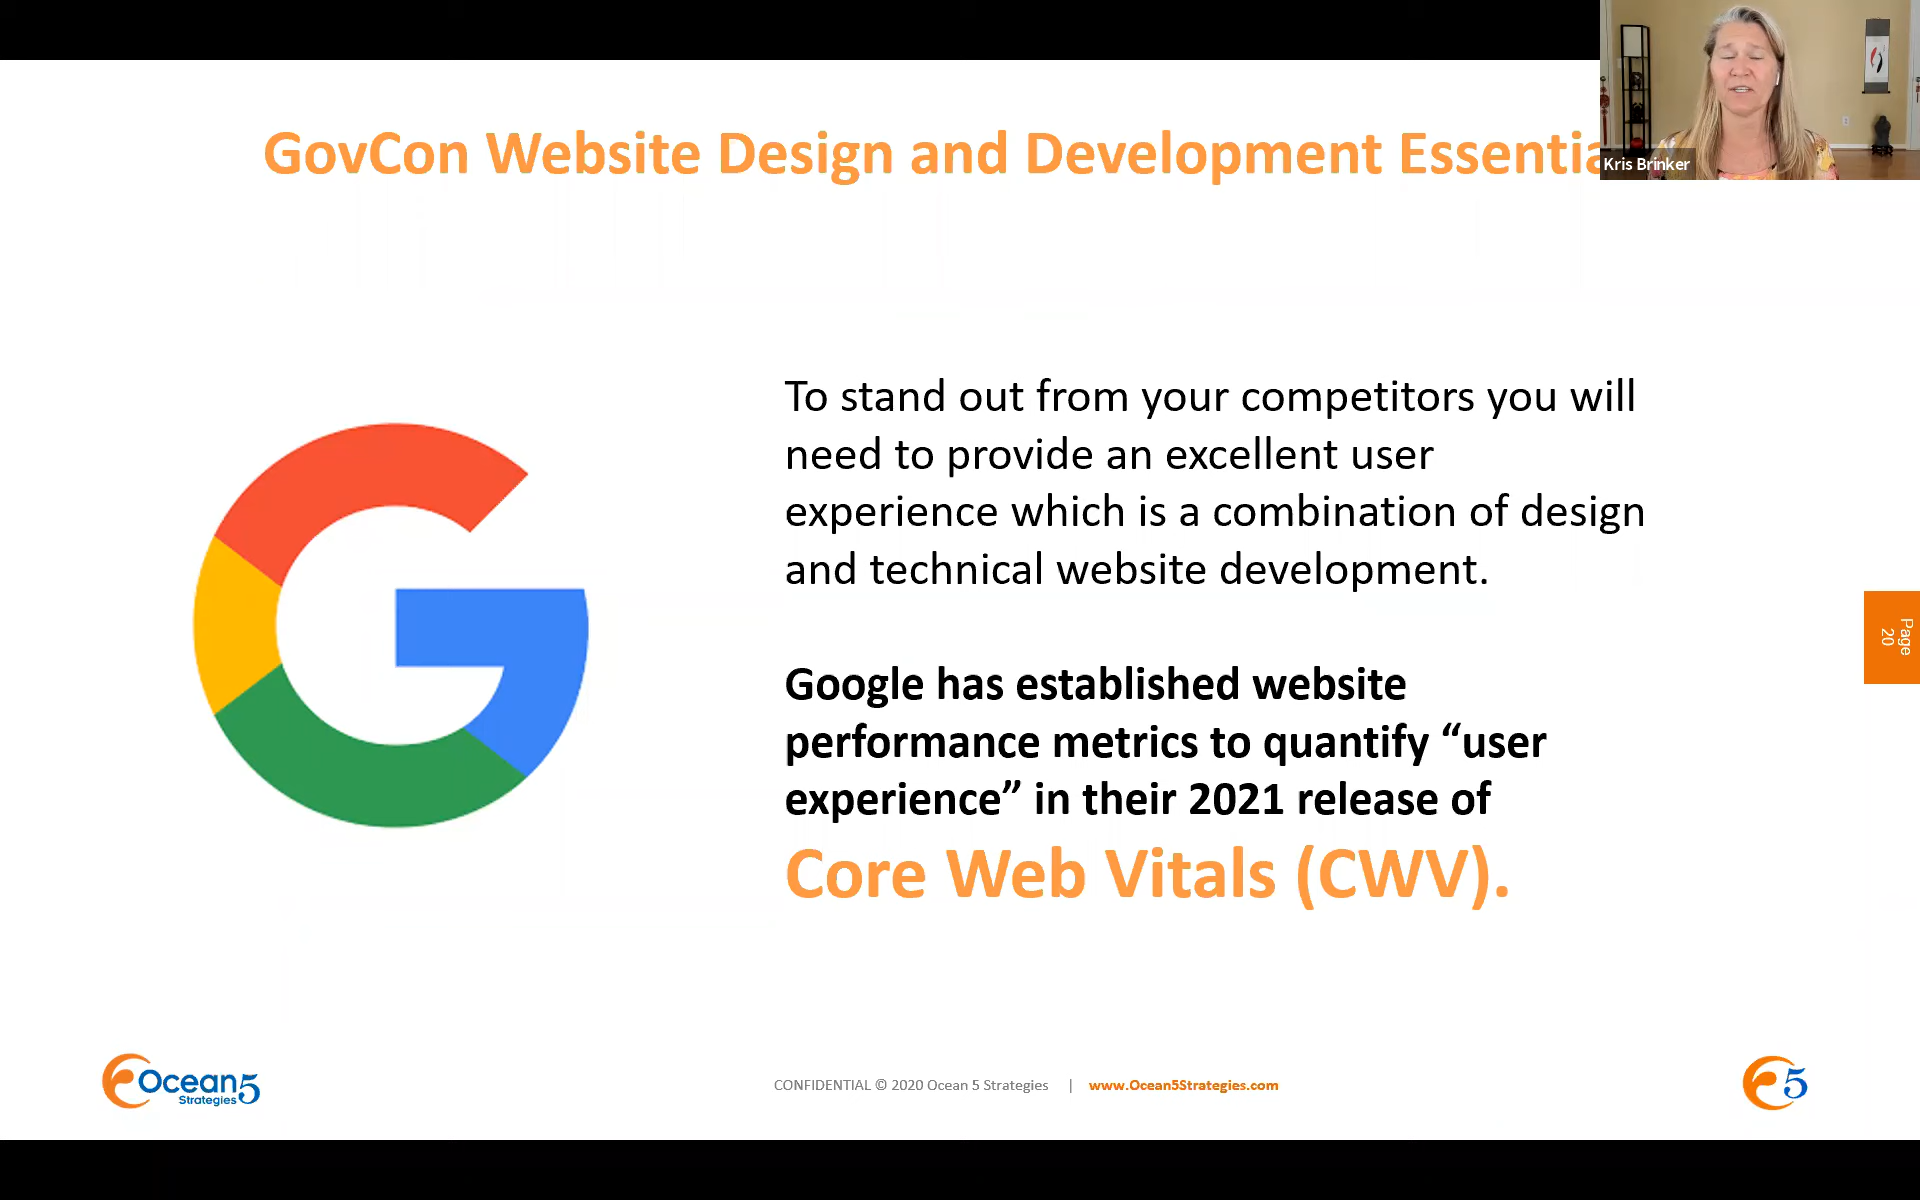 GovCon Website Design and Development Essentia
Kris Brinker
To stand out from your competitors you will
need to provide an excellent user
experience which is a combination of design
and technical website development.
Google has established website
performance metrics to quantify “user
experience” in their 2021 release of
Core Web Vitals (CWV).
Page
20
Ocean5
Strategies
CONFIDENTIAL © 2020 Ocean 5 Strategies | www.Ocean5Strategies.com
5